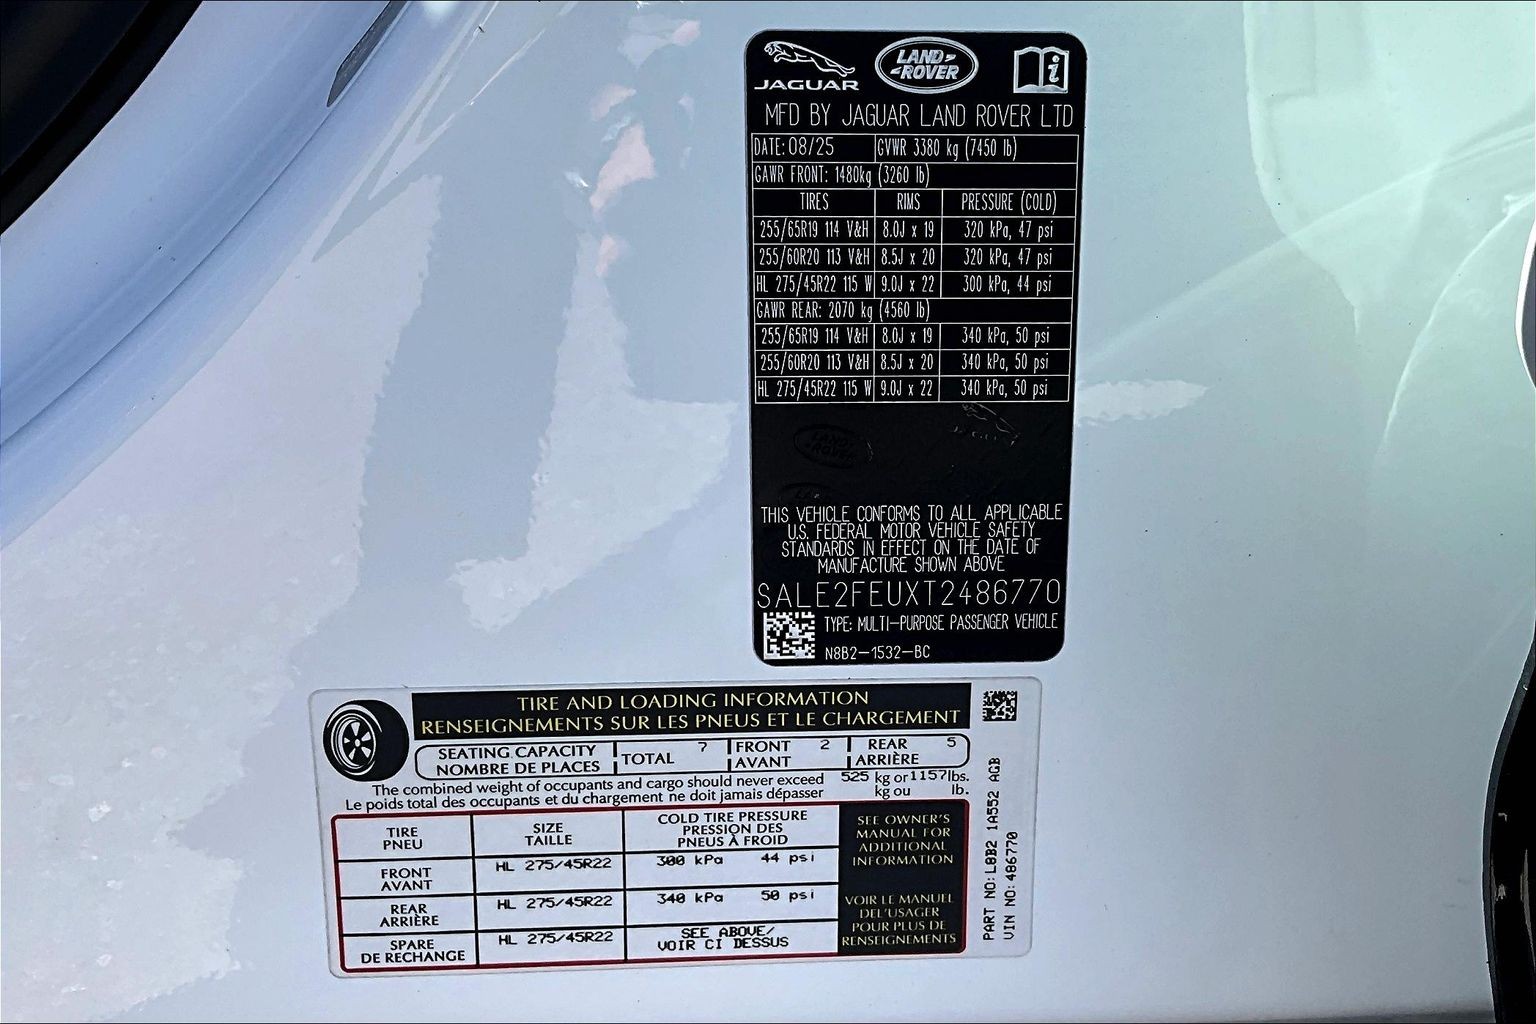 JAGUAR
LAND ROVER
MFD BY JAGUAR LAND ROVER LTD
DATE: 08/25 GVWR 3380 kg (7450 lb)
GAWR FRONT: 1480kg (3260 lb)
TIRES RIMS PRESSURE (COLD)
255/65R19 114 V&H 8.0J x 19 320 kPa, 47 psi
255/60R20 113 V&H 8.5J x 20 320 kPa, 47 psi
HL 275/45R22 115 W 9.0J x 22 300 kPa, 44 psi
GAWR REAR: 2070 kg (4560 lb)
255/65R19 114 V&H 8.0J x 19 340 kPa, 50 psi
255/60R20 113 V&H 8.5J x 20 340 kPa, 50 psi
HL 275/45R22 115 W 9.0J x 22 340 kPa, 50 psi
LAND ROVER
JAGUAR
THIS VEHICLE CONFORMS TO ALL APPLICABLE
U.S. FEDERAL MOTOR VEHICLE SAFETY
STANDARDS IN EFFECT ON THE DATE OF
MANUFACTURE SHOWN ABOVE
SALE2FEUXT2486770
TYPE: MULTI-PURPOSE PASSENGER VEHICLE
N8B2-1532-BC
TIRE AND LOADING INFORMATION
RENSEIGNEMENTS SUR LES PNEUS ET LE CHARGEMENT
SEATING CAPACITY
NOMBRE DE PLACES
TOTAL 7
FRONT 2
AVANT
REAR 5
ARRIÈRE
The combined weight of occupants and cargo should never exceed 525 kg or 1157 lbs.
Le poids total des occupants et du chargement ne doit jamais dépasser kg ou lb.
TIRE
PNEU
SIZE
TAILLE
COLD TIRE PRESSURE
PRESSION DES
PNEUS À FROID
FRONT
AVANT
HL 275/45R22 300 kPa 44 psi
REAR
ARRIÈRE
HL 275/45R22 340 kPa 50 psi
SPARE
DE RECHANGE
HL 275/45R22
SEE ABOVE/
VOIR CI DESSUS
SEE OWNER'S
MANUAL FOR
ADDITIONAL
INFORMATION
VOIR LE MANUEL
DEL'USAGER
POUR PLUS DE
RENSEIGNEMENTS
PART NO: L8B2 1A552 AGB
VIN NO: 486770